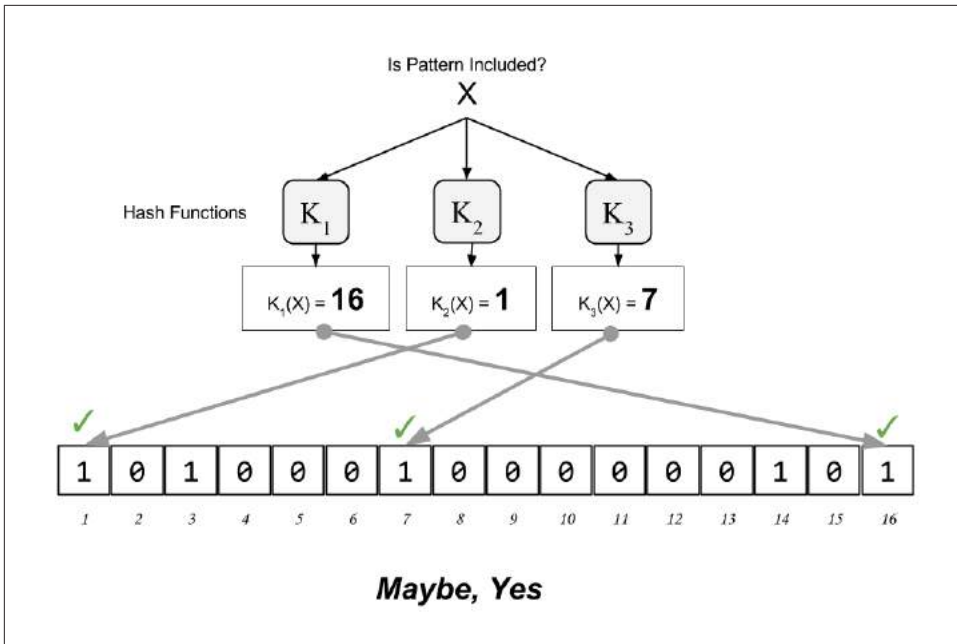 Is Pattern Included?
X
Hash Functions
K1 K2 K3
K1(X) = 16 K2(X) = 1 K3(X) = 7
✓ ✓ ✓
1 0 1 0 0 0 1 0 0 0 0 0 0 1 0 1
1 2 3 4 5 6 7 8 9 10 11 12 13 14 15 16
Maybe, Yes